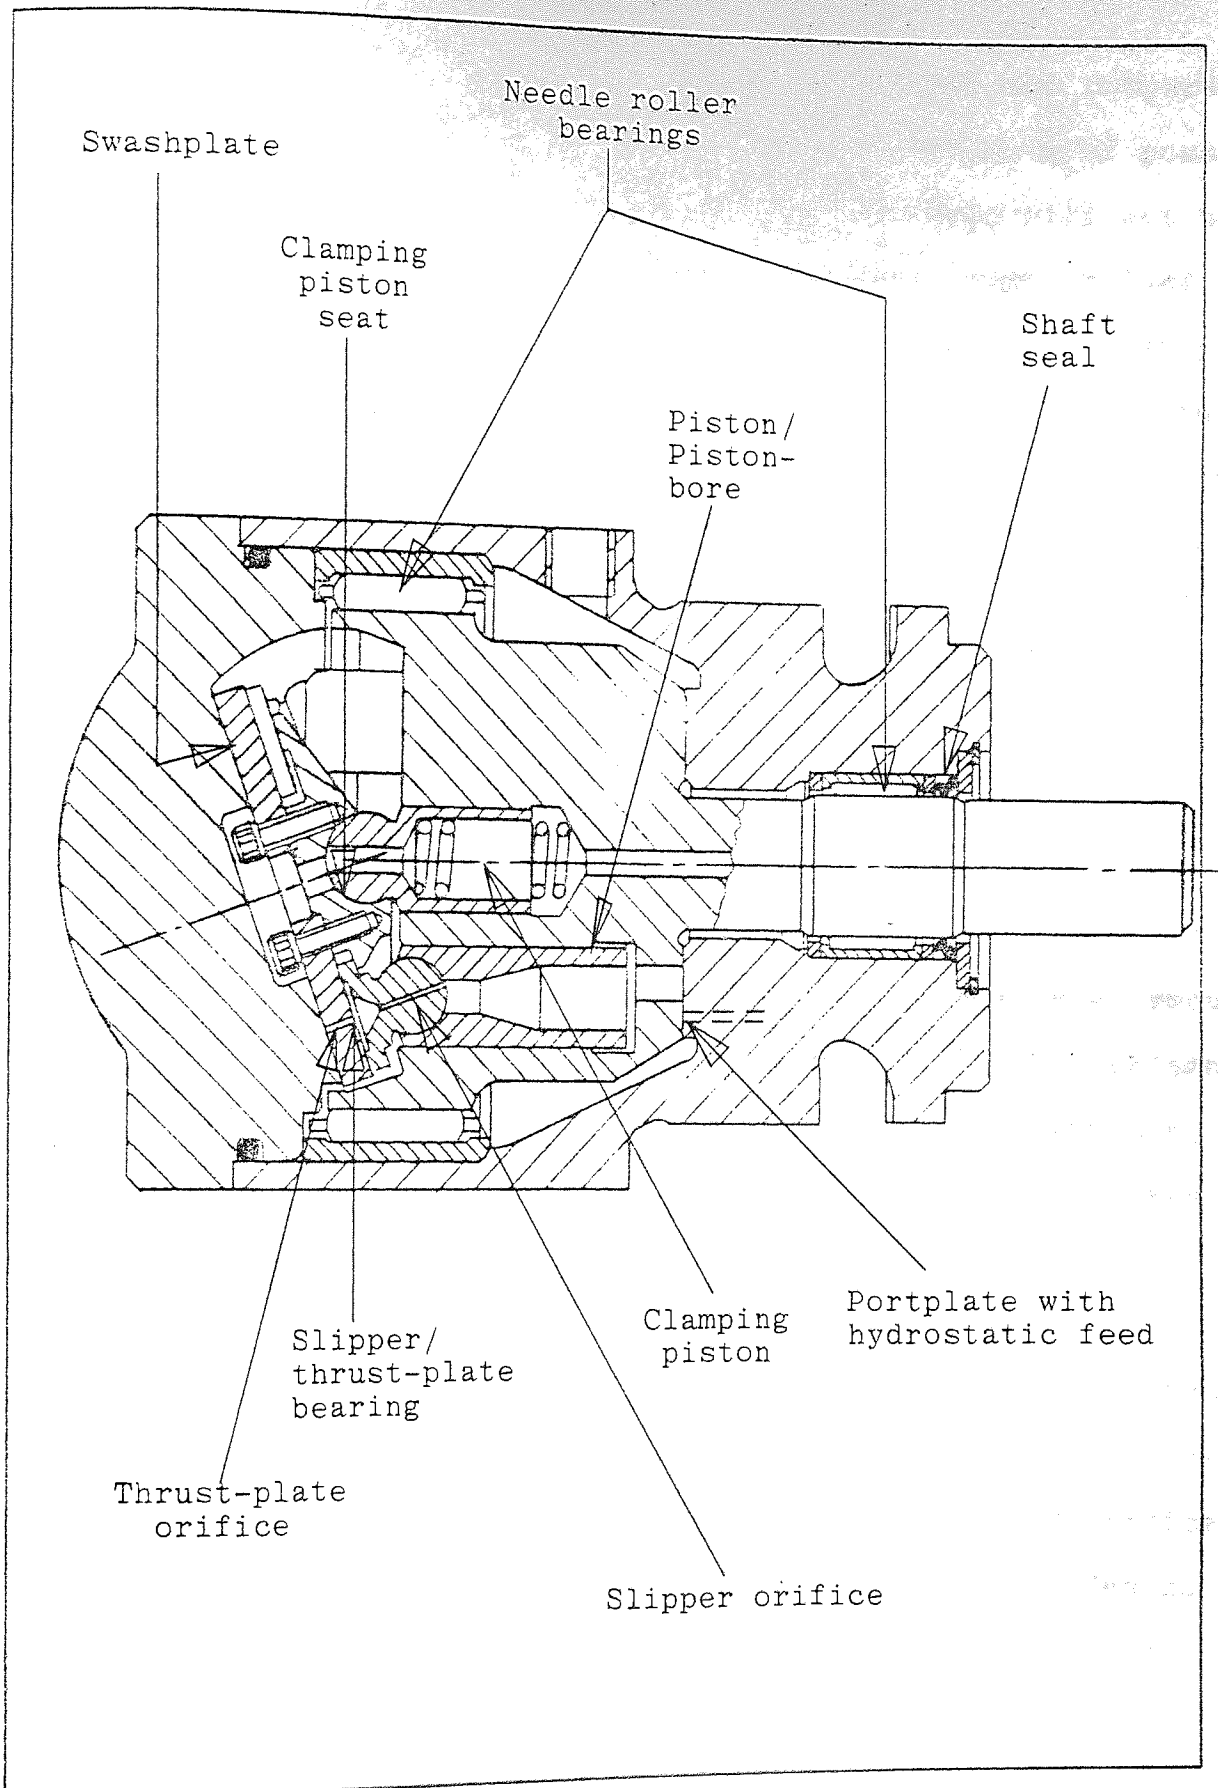 Needle roller
bearings
Swashplate
Clamping
piston
seat
Shaft
seal
Piston/
Piston-
bore
Portplate with
hydrostatic feed
Clamping
piston
Slipper/
thrust-plate
bearing
Thrust-plate
orifice
Slipper orifice